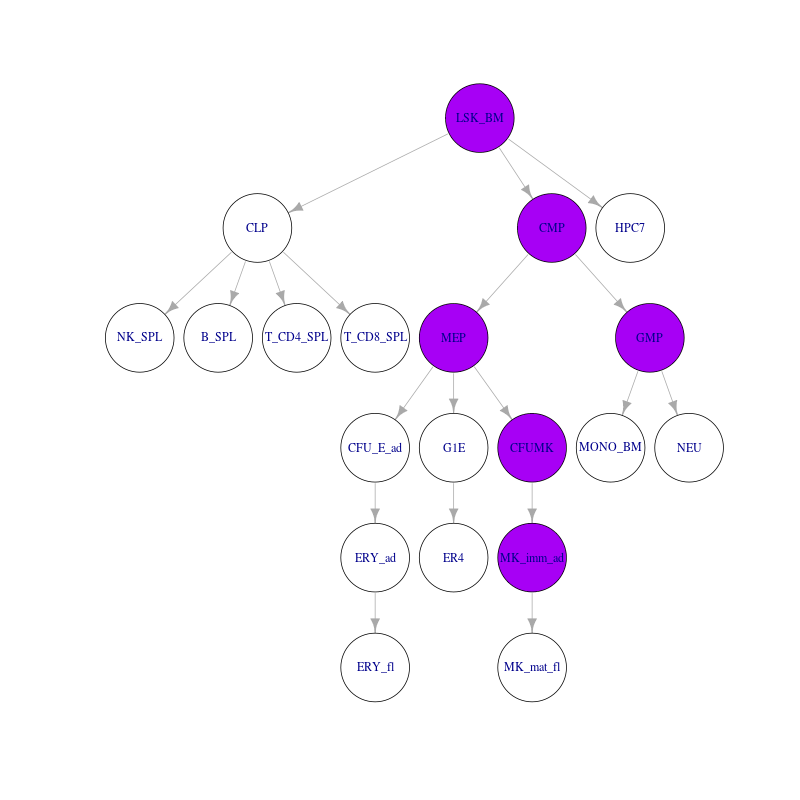 LSK_BM
CLP
CMP
HPC7
NK_SPL
B_SPL
T_CD4_SPL
T_CD8_SPL
MEP
GMP
CFU_E_ad
G1E
CFUMK
MONO_BM
NEU
ERY_ad
ER4
MK_imm_ad
ERY_fl
MK_mat_fl